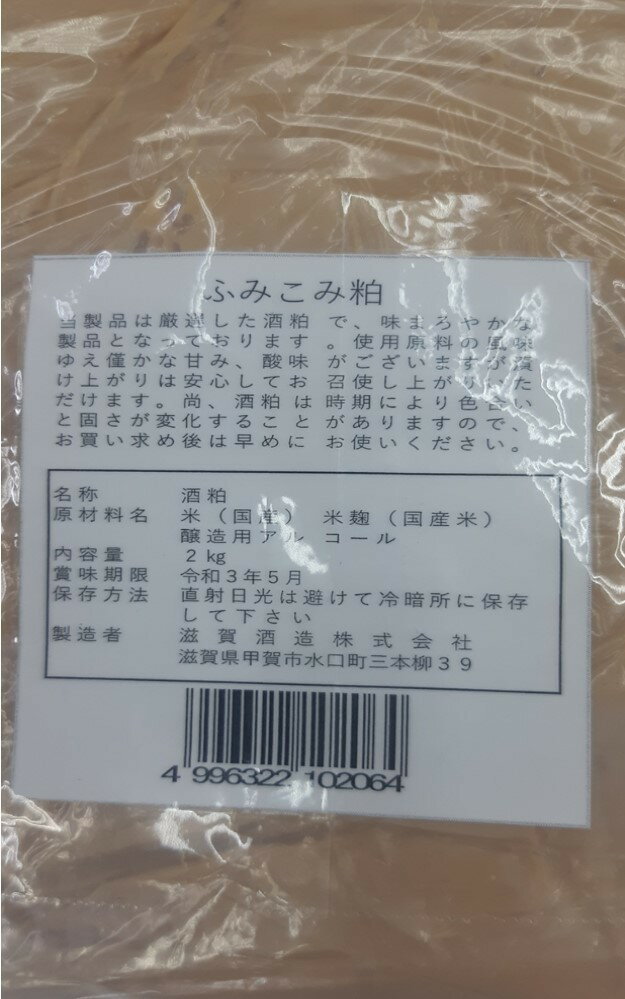 ふみこみ粕
当製品は厳選した酒粕 で、味まろやかな
製品となっております 。使用原料の風味
ゆえ僅かな甘み、酸味 がございますが漬
け上がりは安心してお 召使し上がりいた
だけます。尚、酒粕は 時期により色合い
と固さが変化すること がありますので、
お買い求め後は早めに お使いください。
名称 酒粕
原材料名 米（国産） 米麹（国産米）
醸造用アル コール
内容量 ２kg
賞味期限 令和３年５月
保存方法 直射日光は避けて冷暗所に保存
して下さい
製造者 滋賀酒造株式会社
滋賀県甲賀市水口町三本柳３９
4 996322 102064